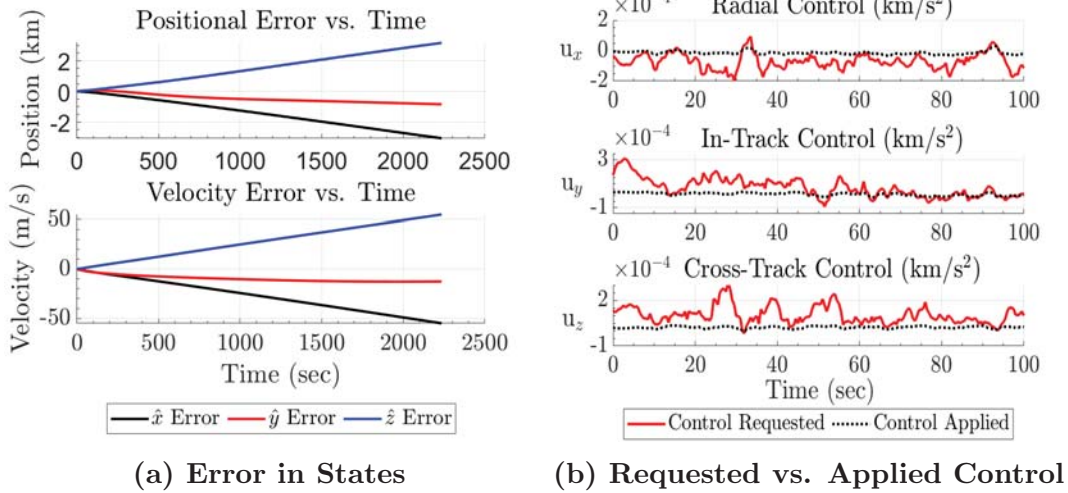 Positional Error vs. Time
Position (km)
2
0
-2
0 500 1000 1500 2000 2500
Velocity Error vs. Time
Velocity (m/s)
50
0
-50
0 500 1000 1500 2000 2500
Time (sec)
x̂ Error ŷ Error ẑ Error
(a) Error in States
Radial Control (km/s²)
u_x
2
0
-2
0 20 40 60 80 100
×10⁻⁴
In-Track Control (km/s²)
u_y
3
-1
0 20 40 60 80 100
×10⁻⁴
Cross-Track Control (km/s²)
u_z
2
-1
0 20 40 60 80 100
Time (sec)
Control Requested Control Applied
(b) Requested vs. Applied Control